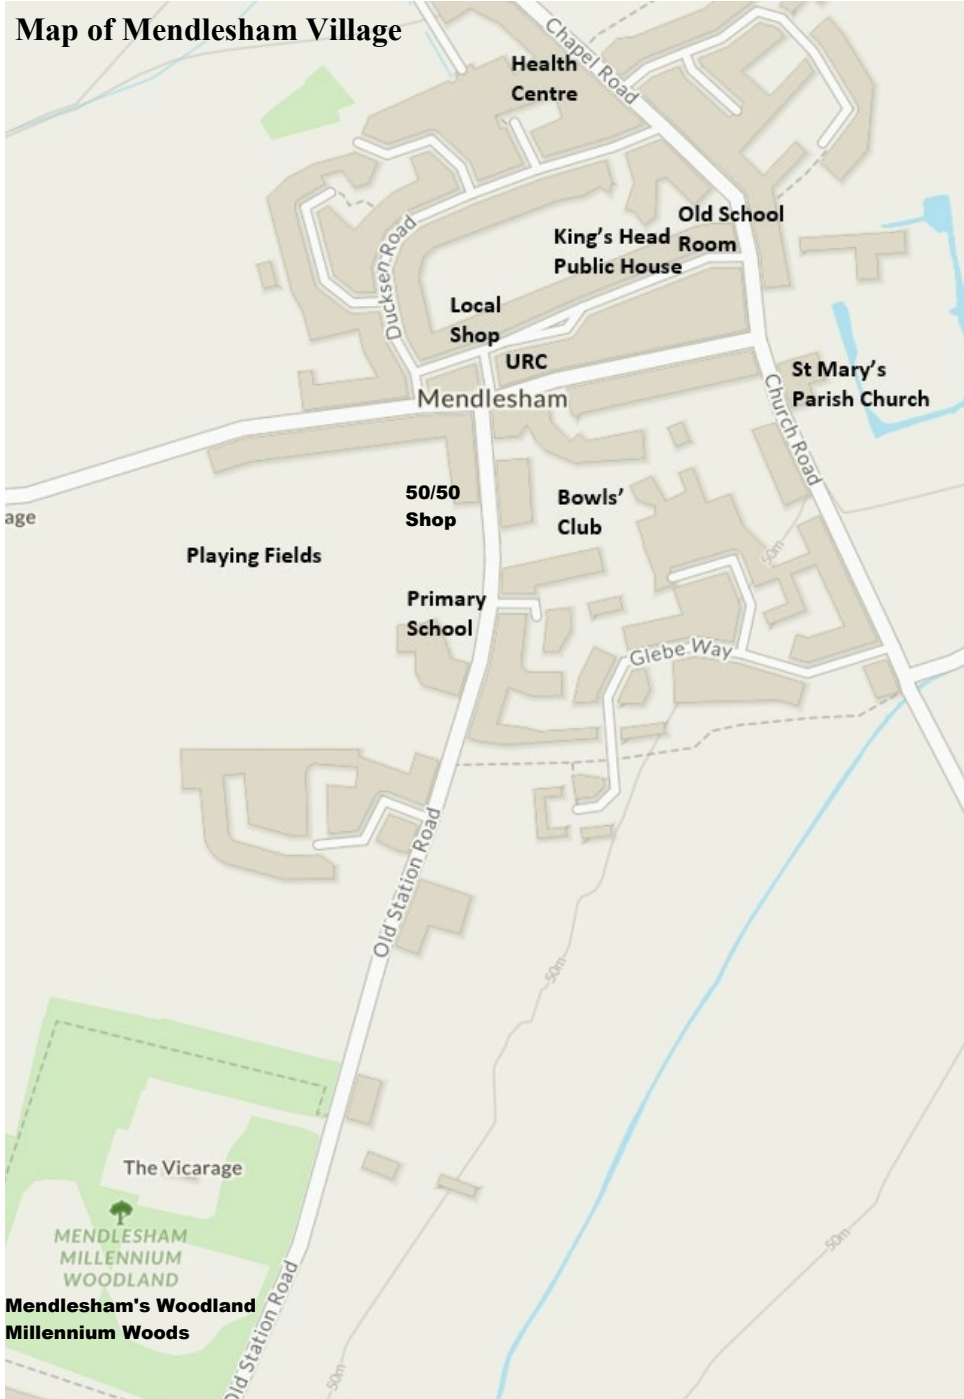 Map of Mendlesham Village
Chapel Road
Health
Centre
Old School
Room
King's Head
Public House
Ducksen Road
Local
Shop
URC
St Mary's
Parish Church
Mendlesham
Church Road
50/50
Shop
Bowls'
Club
age
50m
Playing Fields
Primary
School
Glebe Way
Old Station Road
50m
The Vicarage
MENDLESHAM
MILLENNIUM
WOODLAND
50m
Mendlesham's Woodland
Millennium Woods
Old Station Road
50m